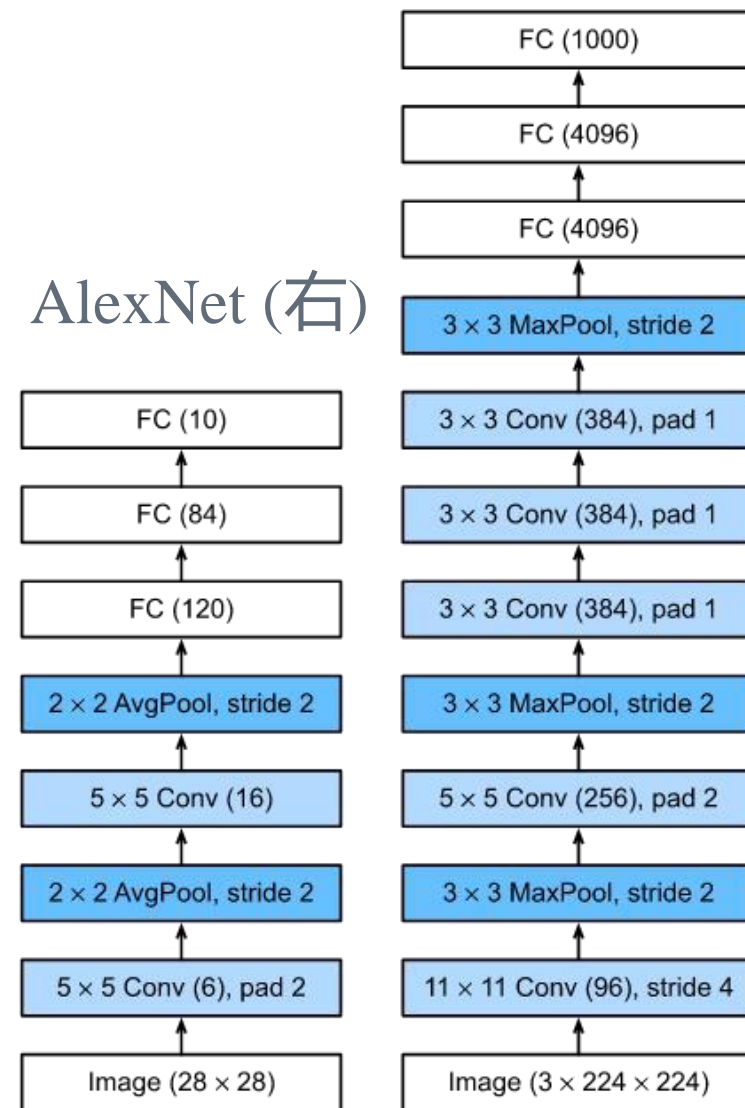 AlexNet (右)
FC (10)
FC (84)
FC (120)
2 × 2 AvgPool, stride 2
5 × 5 Conv (16)
2 × 2 AvgPool, stride 2
5 × 5 Conv (6), pad 2
Image (28 × 28)
FC (1000)
FC (4096)
FC (4096)
3 × 3 MaxPool, stride 2
3 × 3 Conv (384), pad 1
3 × 3 Conv (384), pad 1
3 × 3 Conv (384), pad 1
3 × 3 MaxPool, stride 2
5 × 5 Conv (256), pad 2
3 × 3 MaxPool, stride 2
11 × 11 Conv (96), stride 4
Image (3 × 224 × 224)